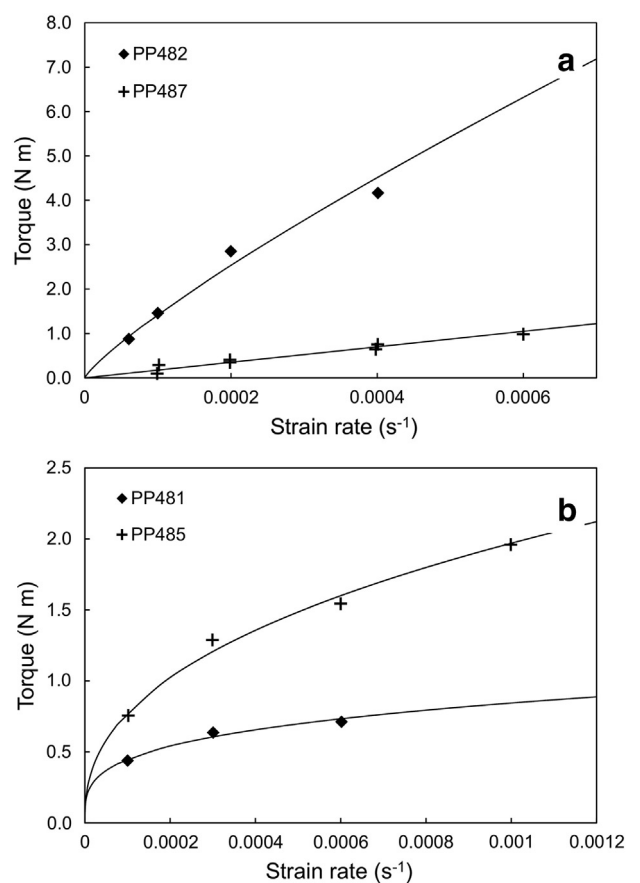 8.0
7.0
6.0
5.0
4.0
3.0
2.0
1.0
0.0
Torque (N m)
PP482
PP487
a
0 0.0002 0.0004 0.0006
Strain rate (s⁻¹)
2.5
2.0
1.5
1.0
0.5
0.0
Torque (N m)
PP481
PP485
b
0 0.0002 0.0004 0.0006 0.0008 0.001 0.0012
Strain rate (s⁻¹)